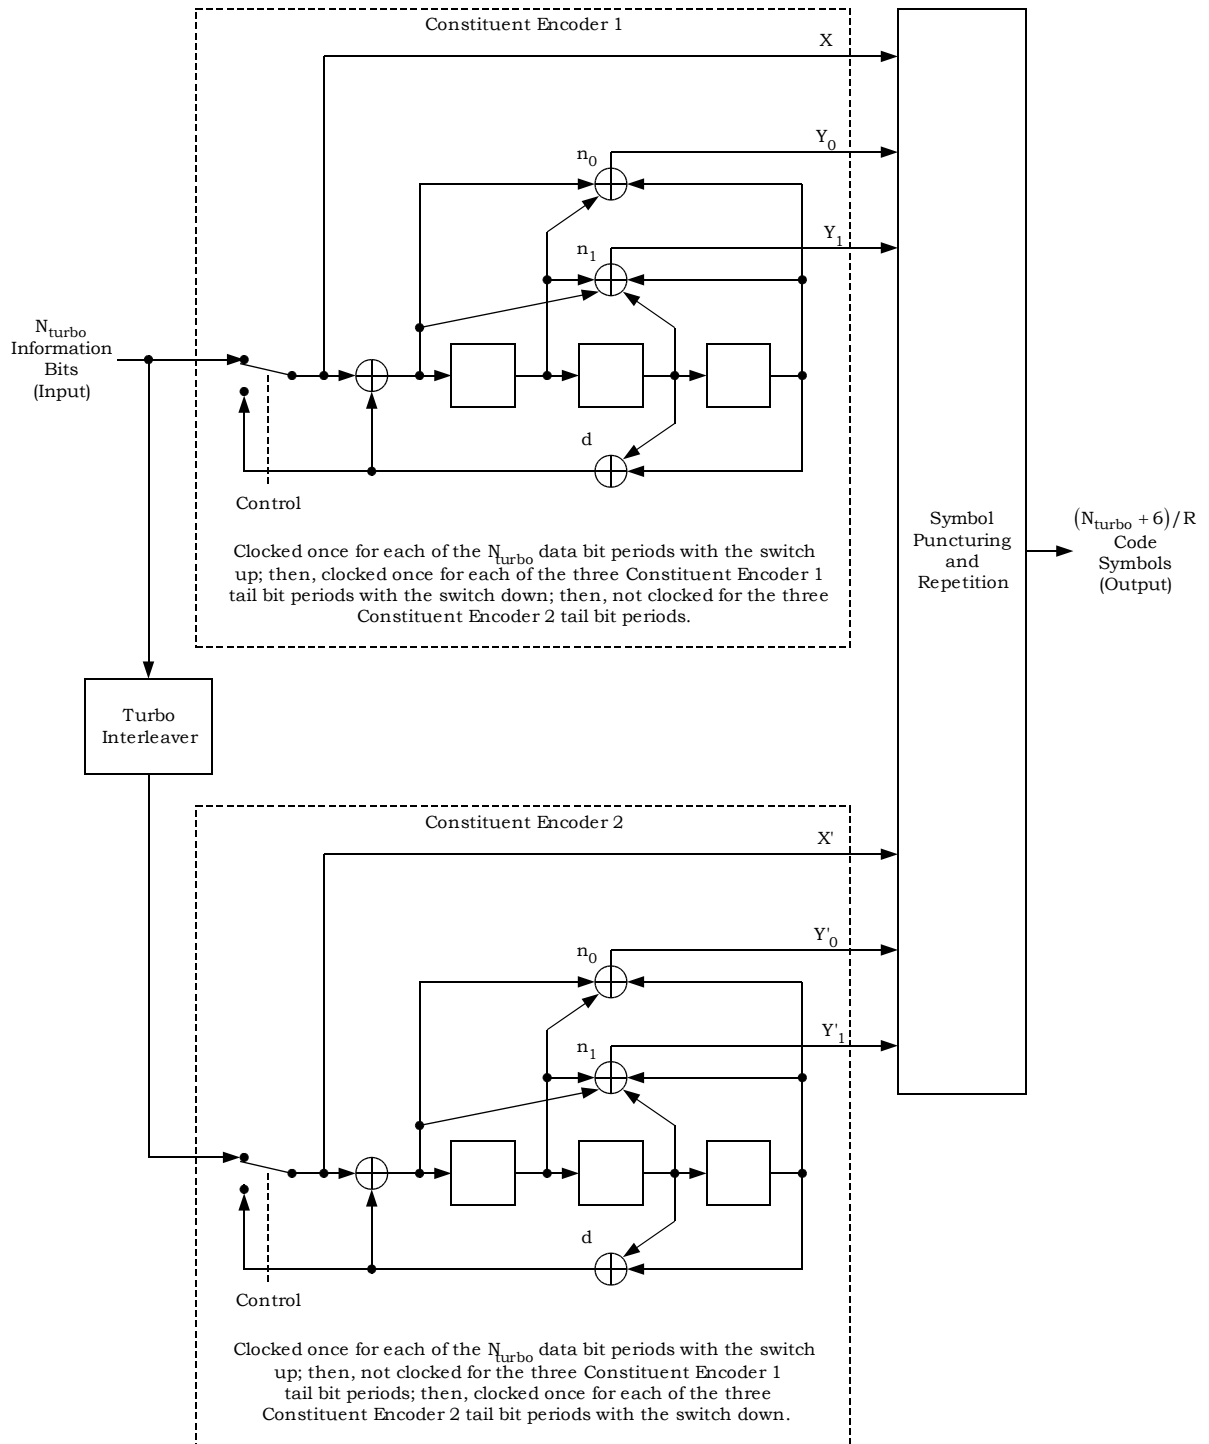 Constituent Encoder 1
X
Y0
n0
Y1
n1
Nturbo
Information
Bits
(Input)
d
Control
Clocked once for each of the Nturbo data bit periods with the switch
up; then, clocked once for each of the three Constituent Encoder 1
tail bit periods with the switch down; then, not clocked for the three
Constituent Encoder 2 tail bit periods.
Symbol
Puncturing
and
Repetition
(Nturbo + 6)/R
Code
Symbols
(Output)
Turbo
Interleaver
Constituent Encoder 2
X'
Y'0
n0
Y'1
n1
d
Control
Clocked once for each of the Nturbo data bit periods with the switch
up; then, not clocked for the three Constituent Encoder 1
tail bit periods; then, clocked once for each of the three
Constituent Encoder 2 tail bit periods with the switch down.